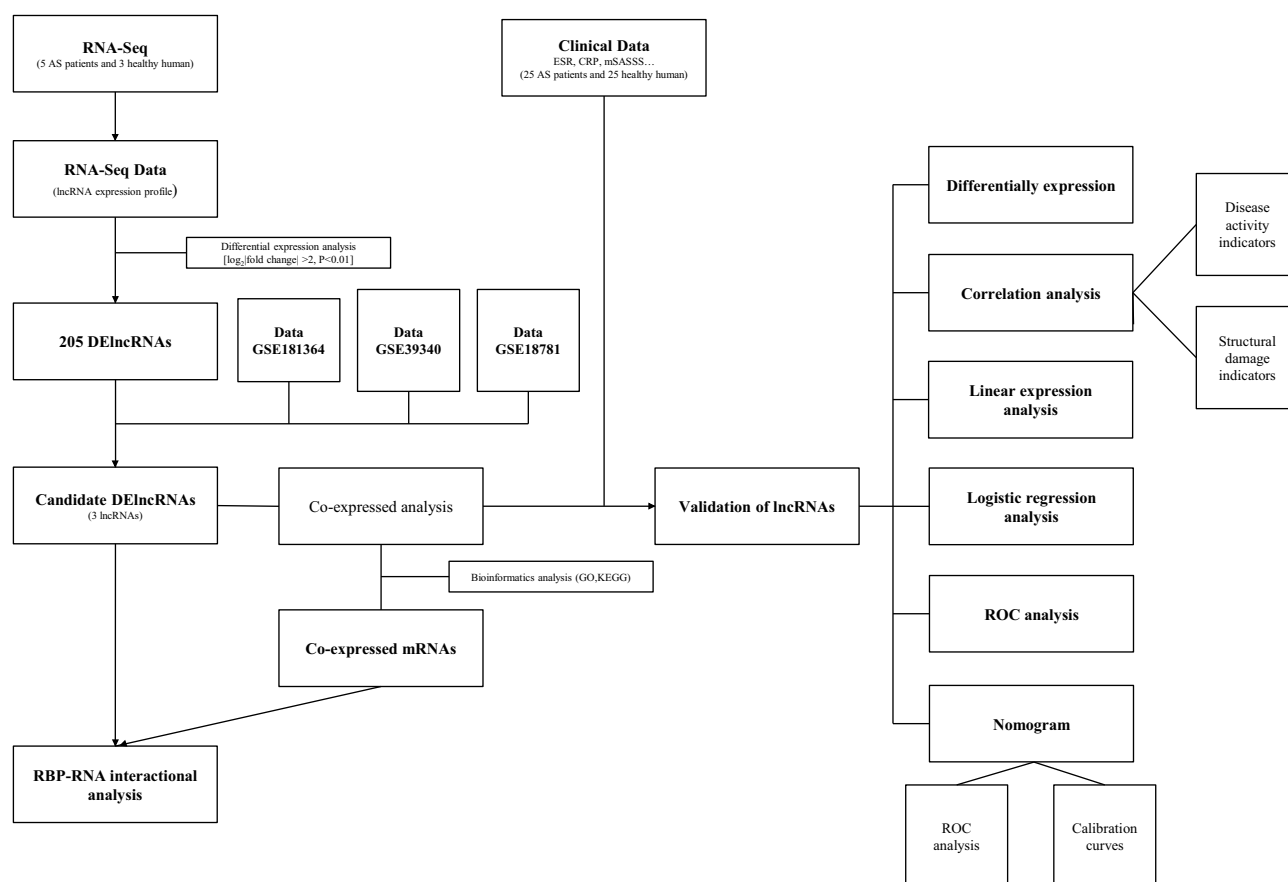 RNA-Seq
(5 AS patients and 3 healthy human)
Clinical Data
ESR, CRP, mSASSS…
(25 AS patients and 25 healthy human)
RNA-Seq Data
(lncRNA expression profile)
Differential expression analysis
[log₂|fold change| >2, P<0.01]
205 DElncRNAs
Data
GSE181364
Data
GSE39340
Data
GSE18781
Candidate DElncRNAs
(3 lncRNAs)
Co-expressed analysis
Bioinformatics analysis (GO,KEGG)
Co-expressed mRNAs
RBP-RNA interactional
analysis
Validation of lncRNAs
Differentially expression
Correlation analysis
Disease
activity
indicators
Structural
damage
indicators
Linear expression
analysis
Logistic regression
analysis
ROC analysis
Nomogram
ROC
analysis
Calibration
curves